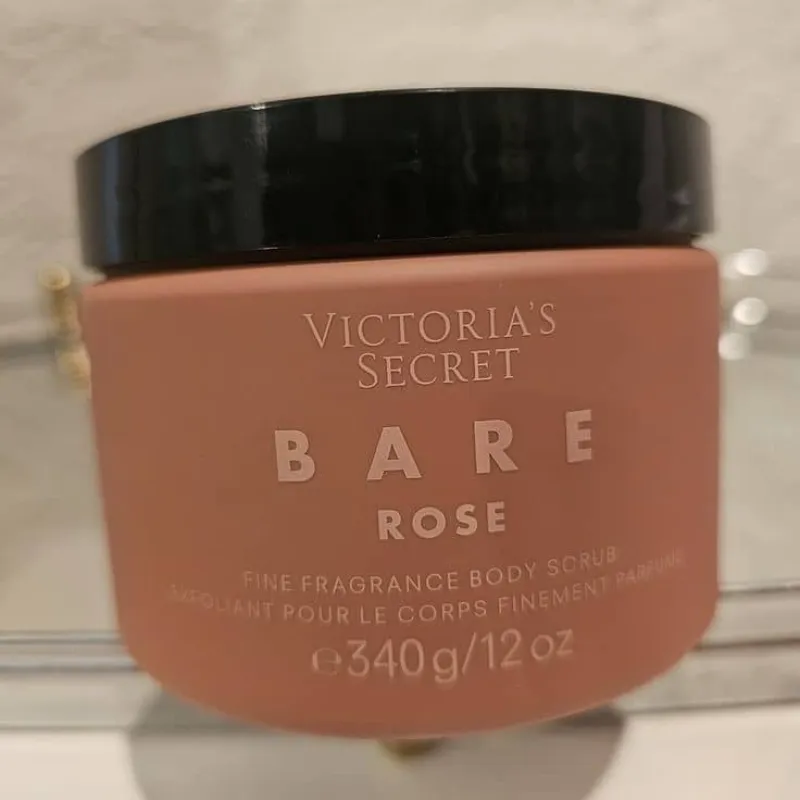 VICTORIA'S
SECRET
BARE
ROSE
FINE FRAGRANCE BODY SCRUB
EXFOLIANT POUR LE CORPS FINEMENT PARFUMÉ
℮340g/12oz